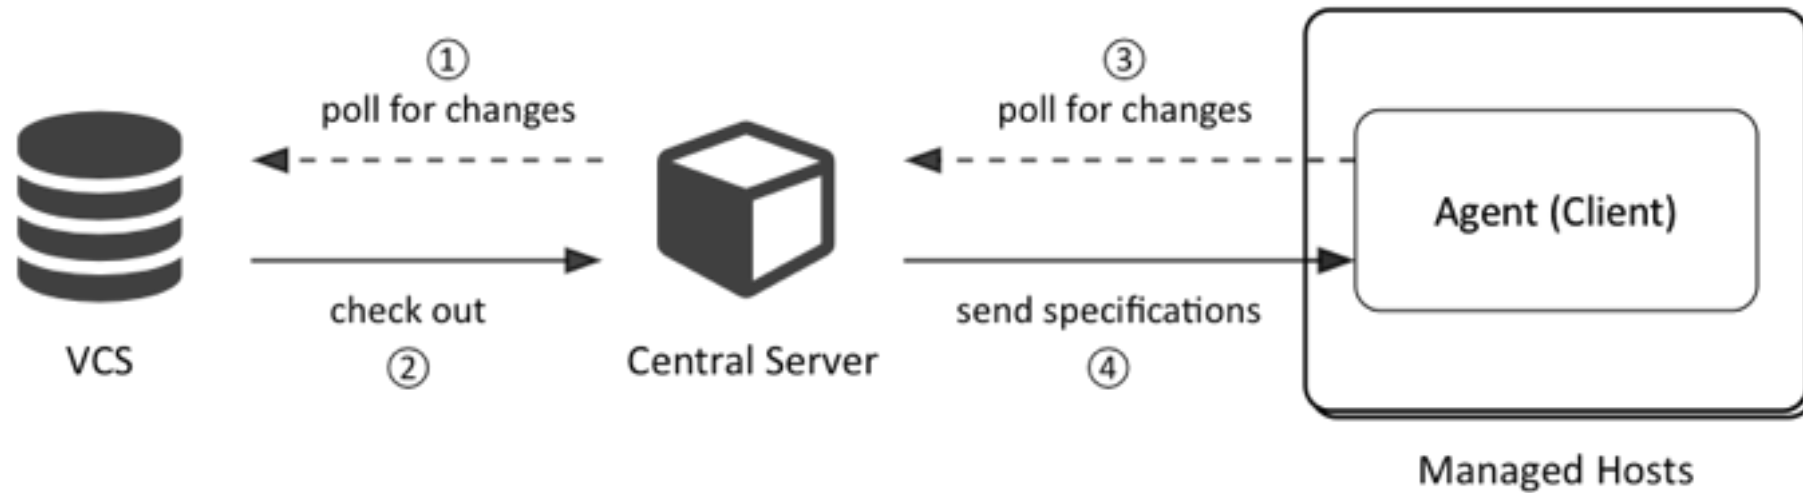 ①
poll for changes
③
poll for changes
Agent (Client)
check out
②
send specifications
④
VCS
Central Server
Managed Hosts